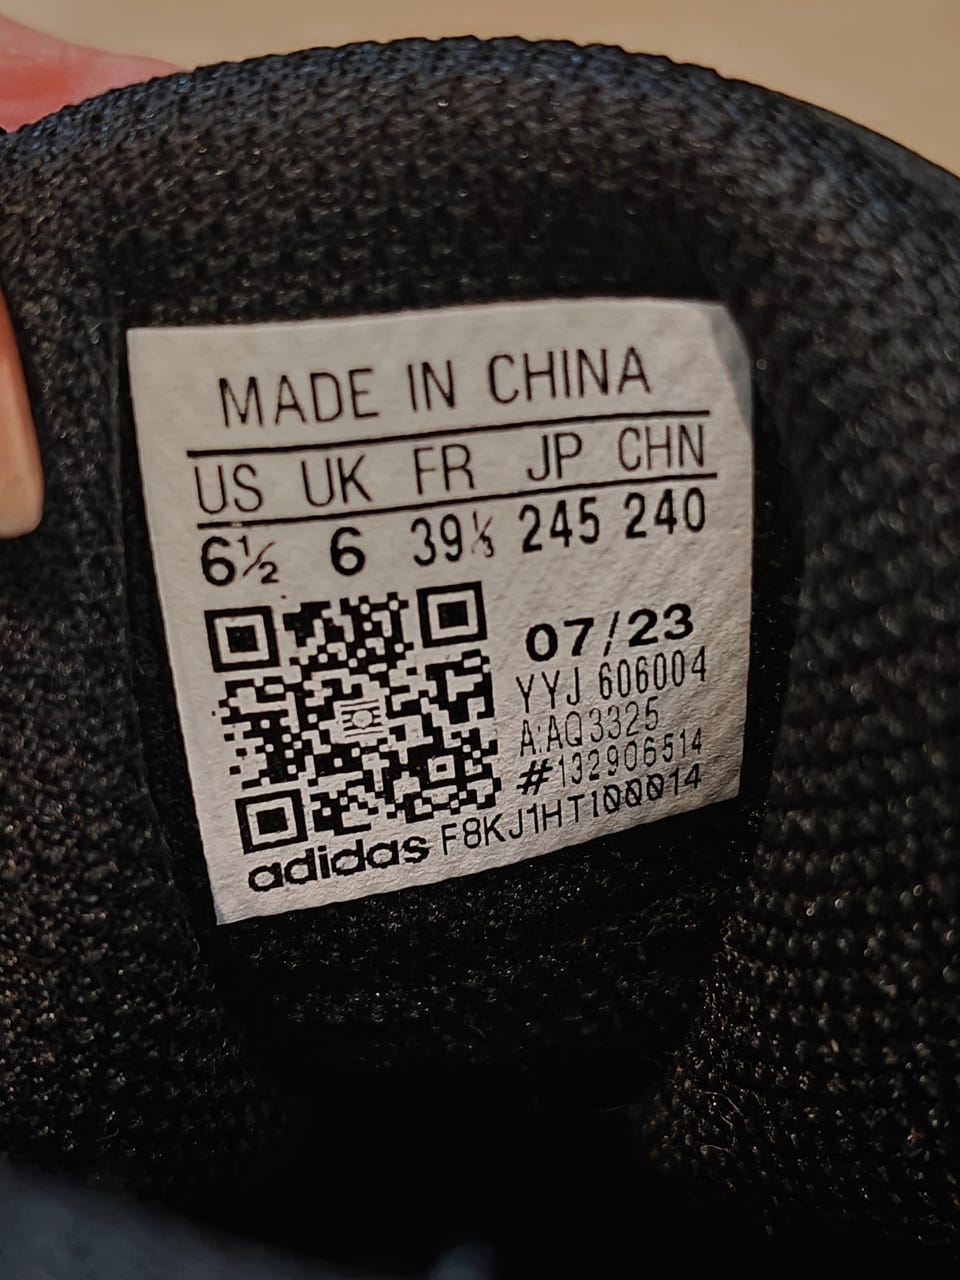 MADE IN CHINA
US UK FR JP CHN
6½ 6 39⅓ 245 240
07/23
YYJ 606004
A:AQ3325
#132906514
adidas F8KJ1HTI00014